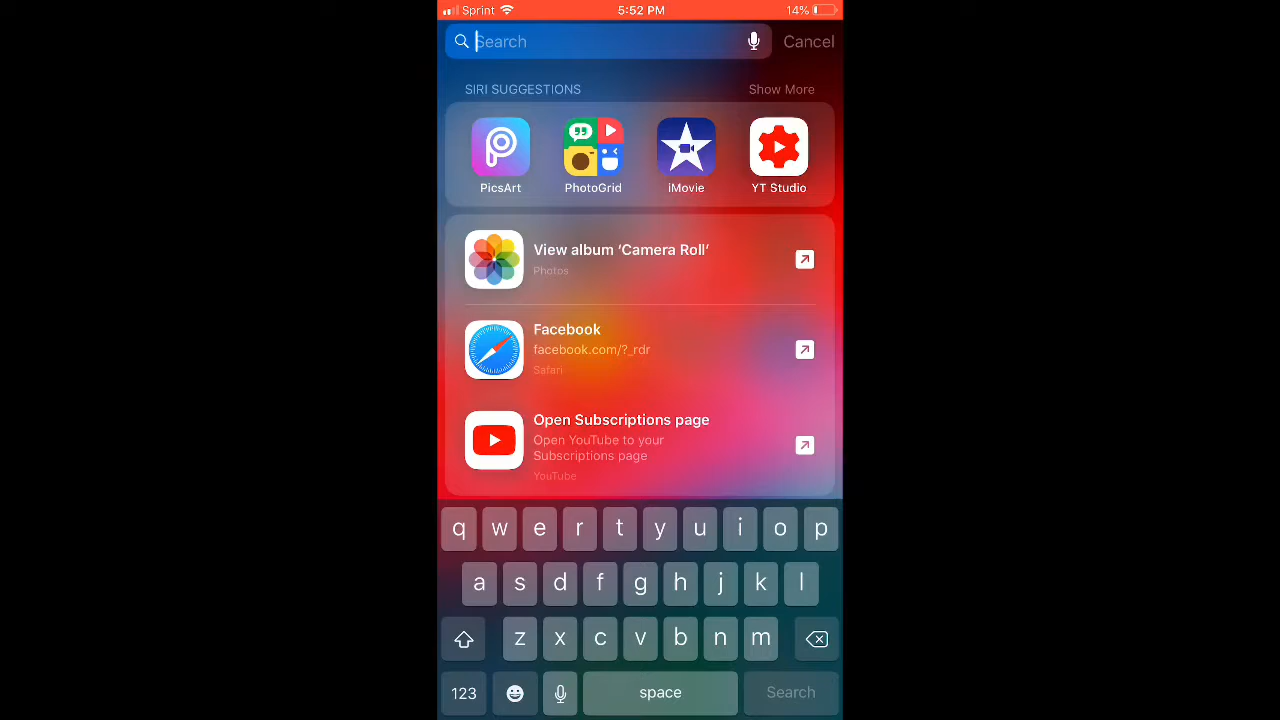 Sprint 5:52 PM 14%
Search Cancel
SIRI SUGGESTIONS Show More
PicsArt PhotoGrid iMovie YT Studio
View album ‘Camera Roll’
Photos
Facebook
facebook.com/?_rdr
Safari
Open Subscriptions page
Open YouTube to your
Subscriptions page
YouTube
q w e r t y u i o p
a s d f g h j k l
z x c v b n m
123 space Search